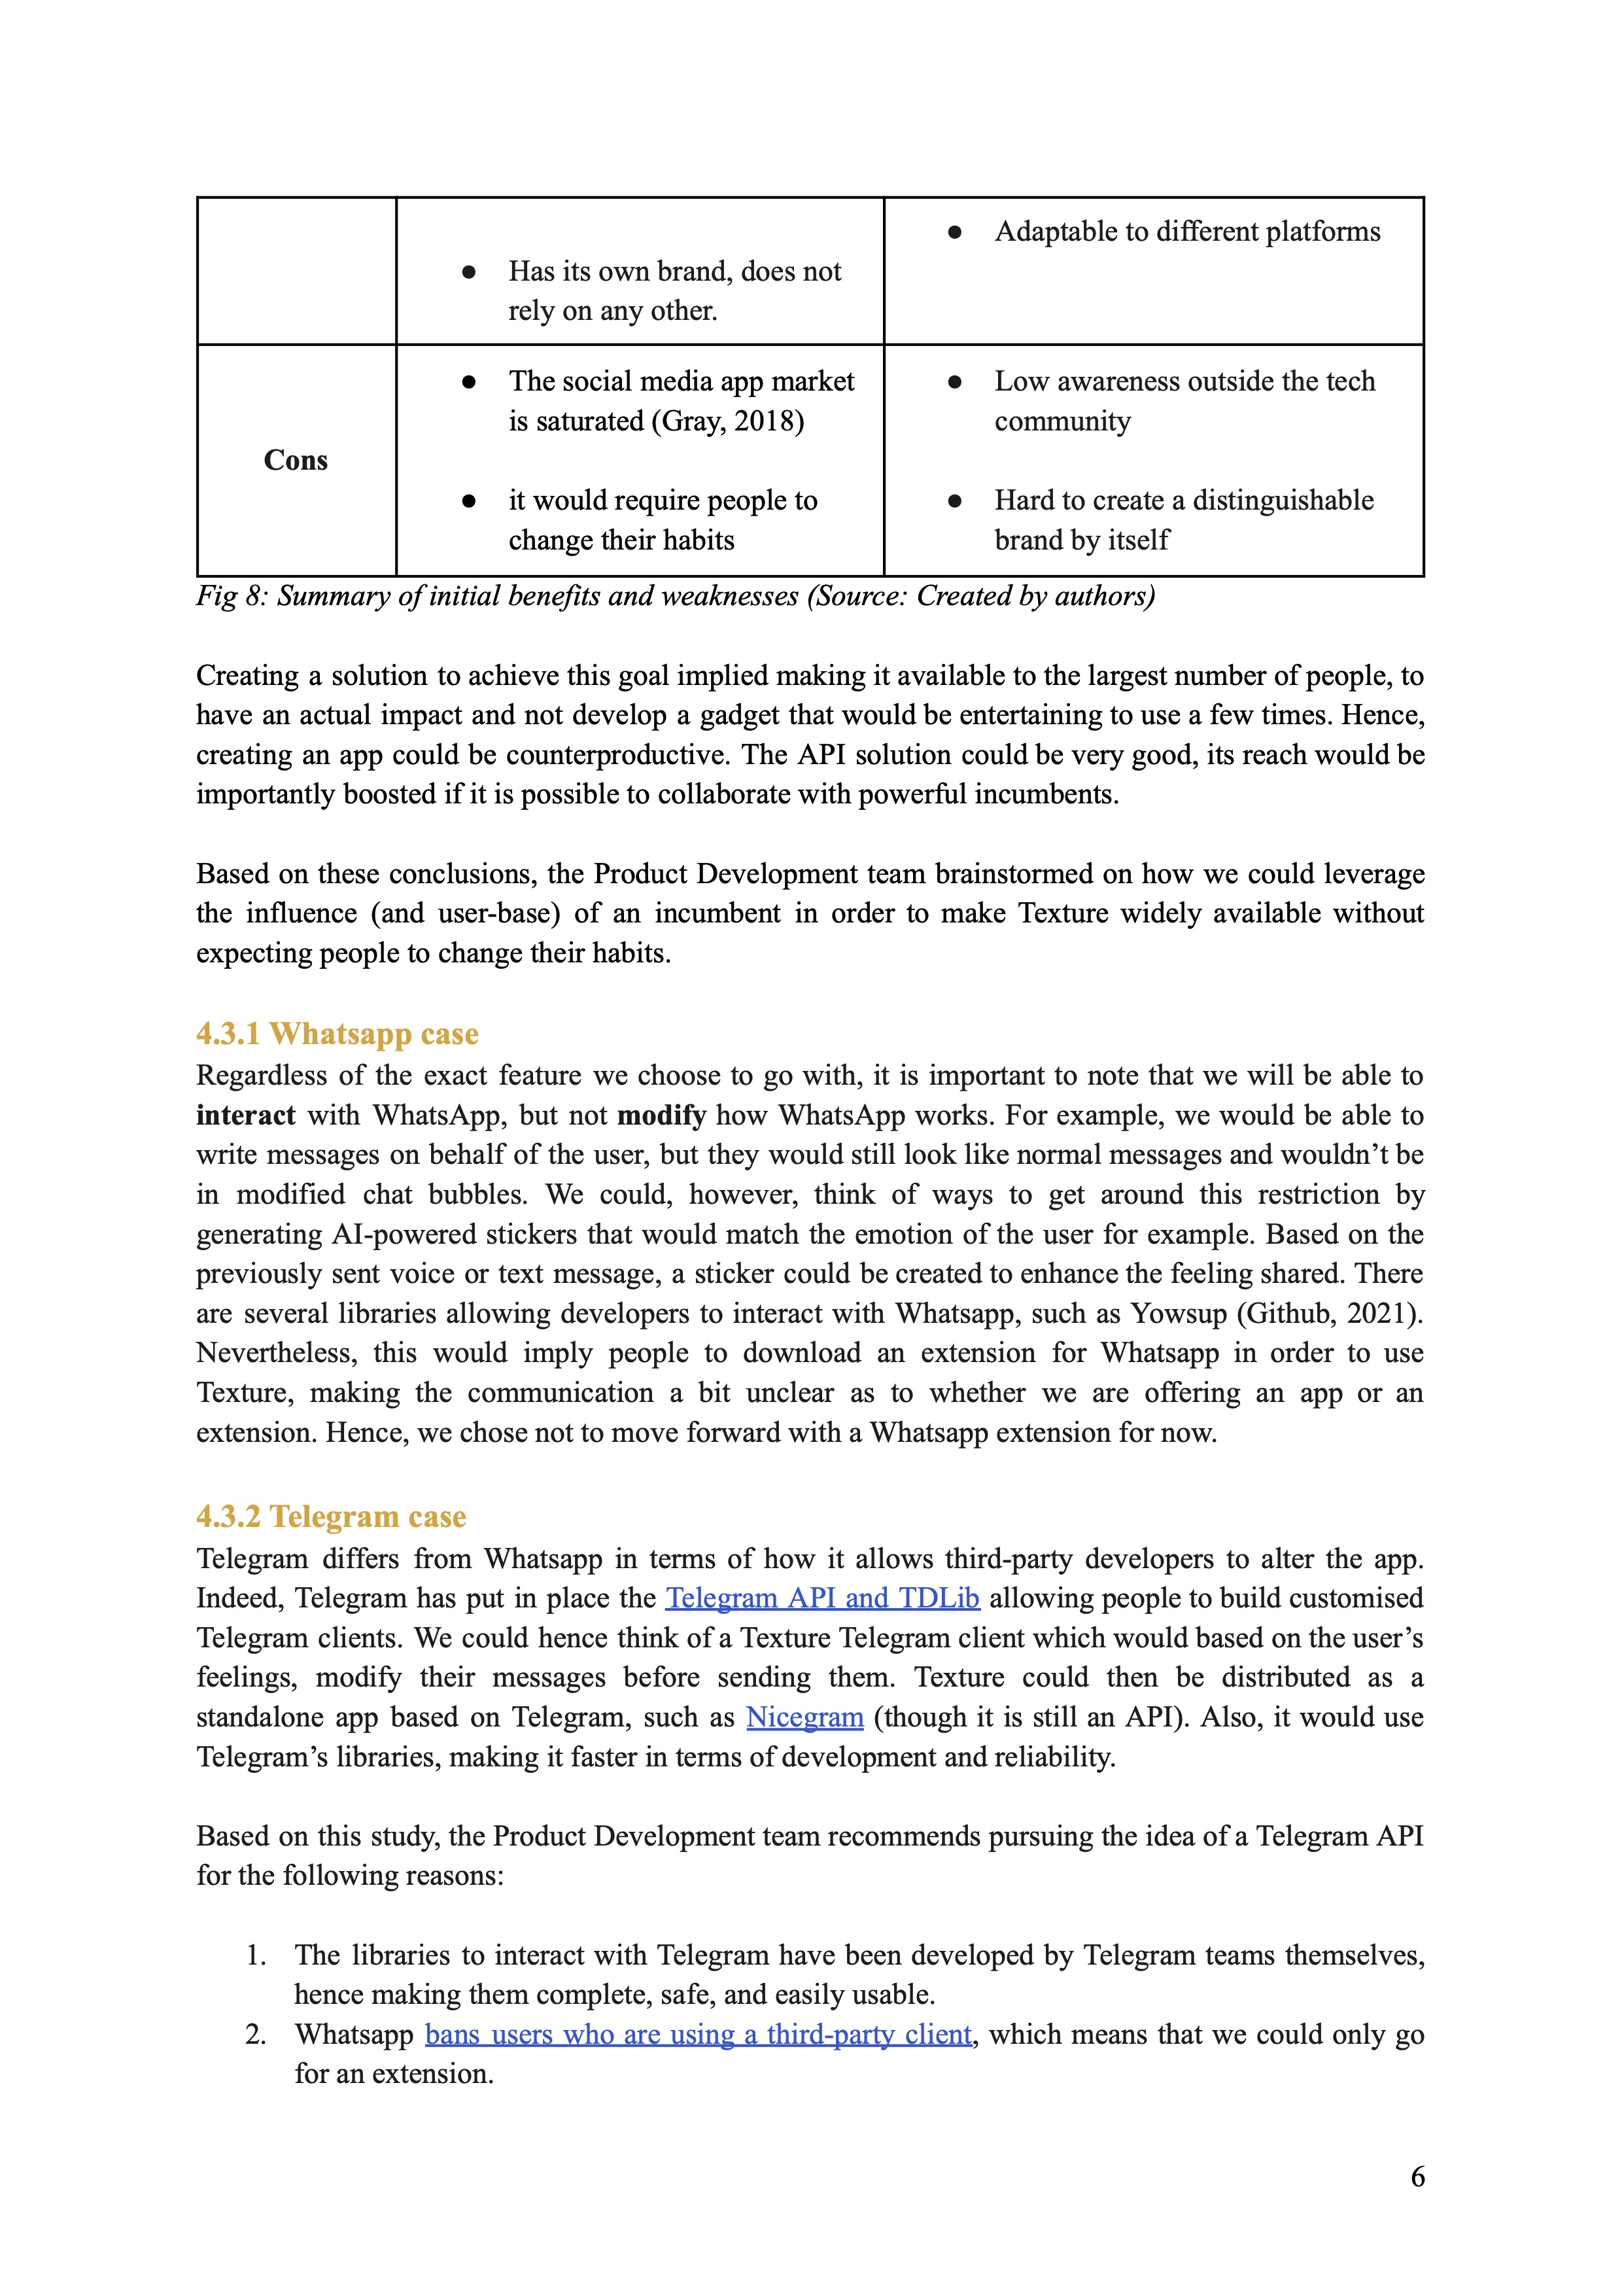 ● Has its own brand, does not
rely on any other.
● Adaptable to different platforms
Cons
● The social media app market
is saturated (Gray, 2018)
● it would require people to
change their habits
● Low awareness outside the tech
community
● Hard to create a distinguishable
brand by itself
Fig 8: Summary of initial benefits and weaknesses (Source: Created by authors)
Creating a solution to achieve this goal implied making it available to the largest number of people, to
have an actual impact and not develop a gadget that would be entertaining to use a few times. Hence,
creating an app could be counterproductive. The API solution could be very good, its reach would be
importantly boosted if it is possible to collaborate with powerful incumbents.
Based on these conclusions, the Product Development team brainstormed on how we could leverage
the influence (and user-base) of an incumbent in order to make Texture widely available without
expecting people to change their habits.
4.3.1 Whatsapp case
Regardless of the exact feature we choose to go with, it is important to note that we will be able to
interact with WhatsApp, but not modify how WhatsApp works. For example, we would be able to
write messages on behalf of the user, but they would still look like normal messages and wouldn’t be
in modified chat bubbles. We could, however, think of ways to get around this restriction by
generating AI-powered stickers that would match the emotion of the user for example. Based on the
previously sent voice or text message, a sticker could be created to enhance the feeling shared. There
are several libraries allowing developers to interact with Whatsapp, such as Yowsup (Github, 2021).
Nevertheless, this would imply people to download an extension for Whatsapp in order to use
Texture, making the communication a bit unclear as to whether we are offering an app or an
extension. Hence, we chose not to move forward with a Whatsapp extension for now.
4.3.2 Telegram case
Telegram differs from Whatsapp in terms of how it allows third-party developers to alter the app.
Indeed, Telegram has put in place the Telegram API and TDLib allowing people to build customised
Telegram clients. We could hence think of a Texture Telegram client which would based on the user’s
feelings, modify their messages before sending them. Texture could then be distributed as a
standalone app based on Telegram, such as Nicegram (though it is still an API). Also, it would use
Telegram’s libraries, making it faster in terms of development and reliability.
Based on this study, the Product Development team recommends pursuing the idea of a Telegram API
for the following reasons:
1. The libraries to interact with Telegram have been developed by Telegram teams themselves,
hence making them complete, safe, and easily usable.
2. Whatsapp bans users who are using a third-party client, which means that we could only go
for an extension.
6